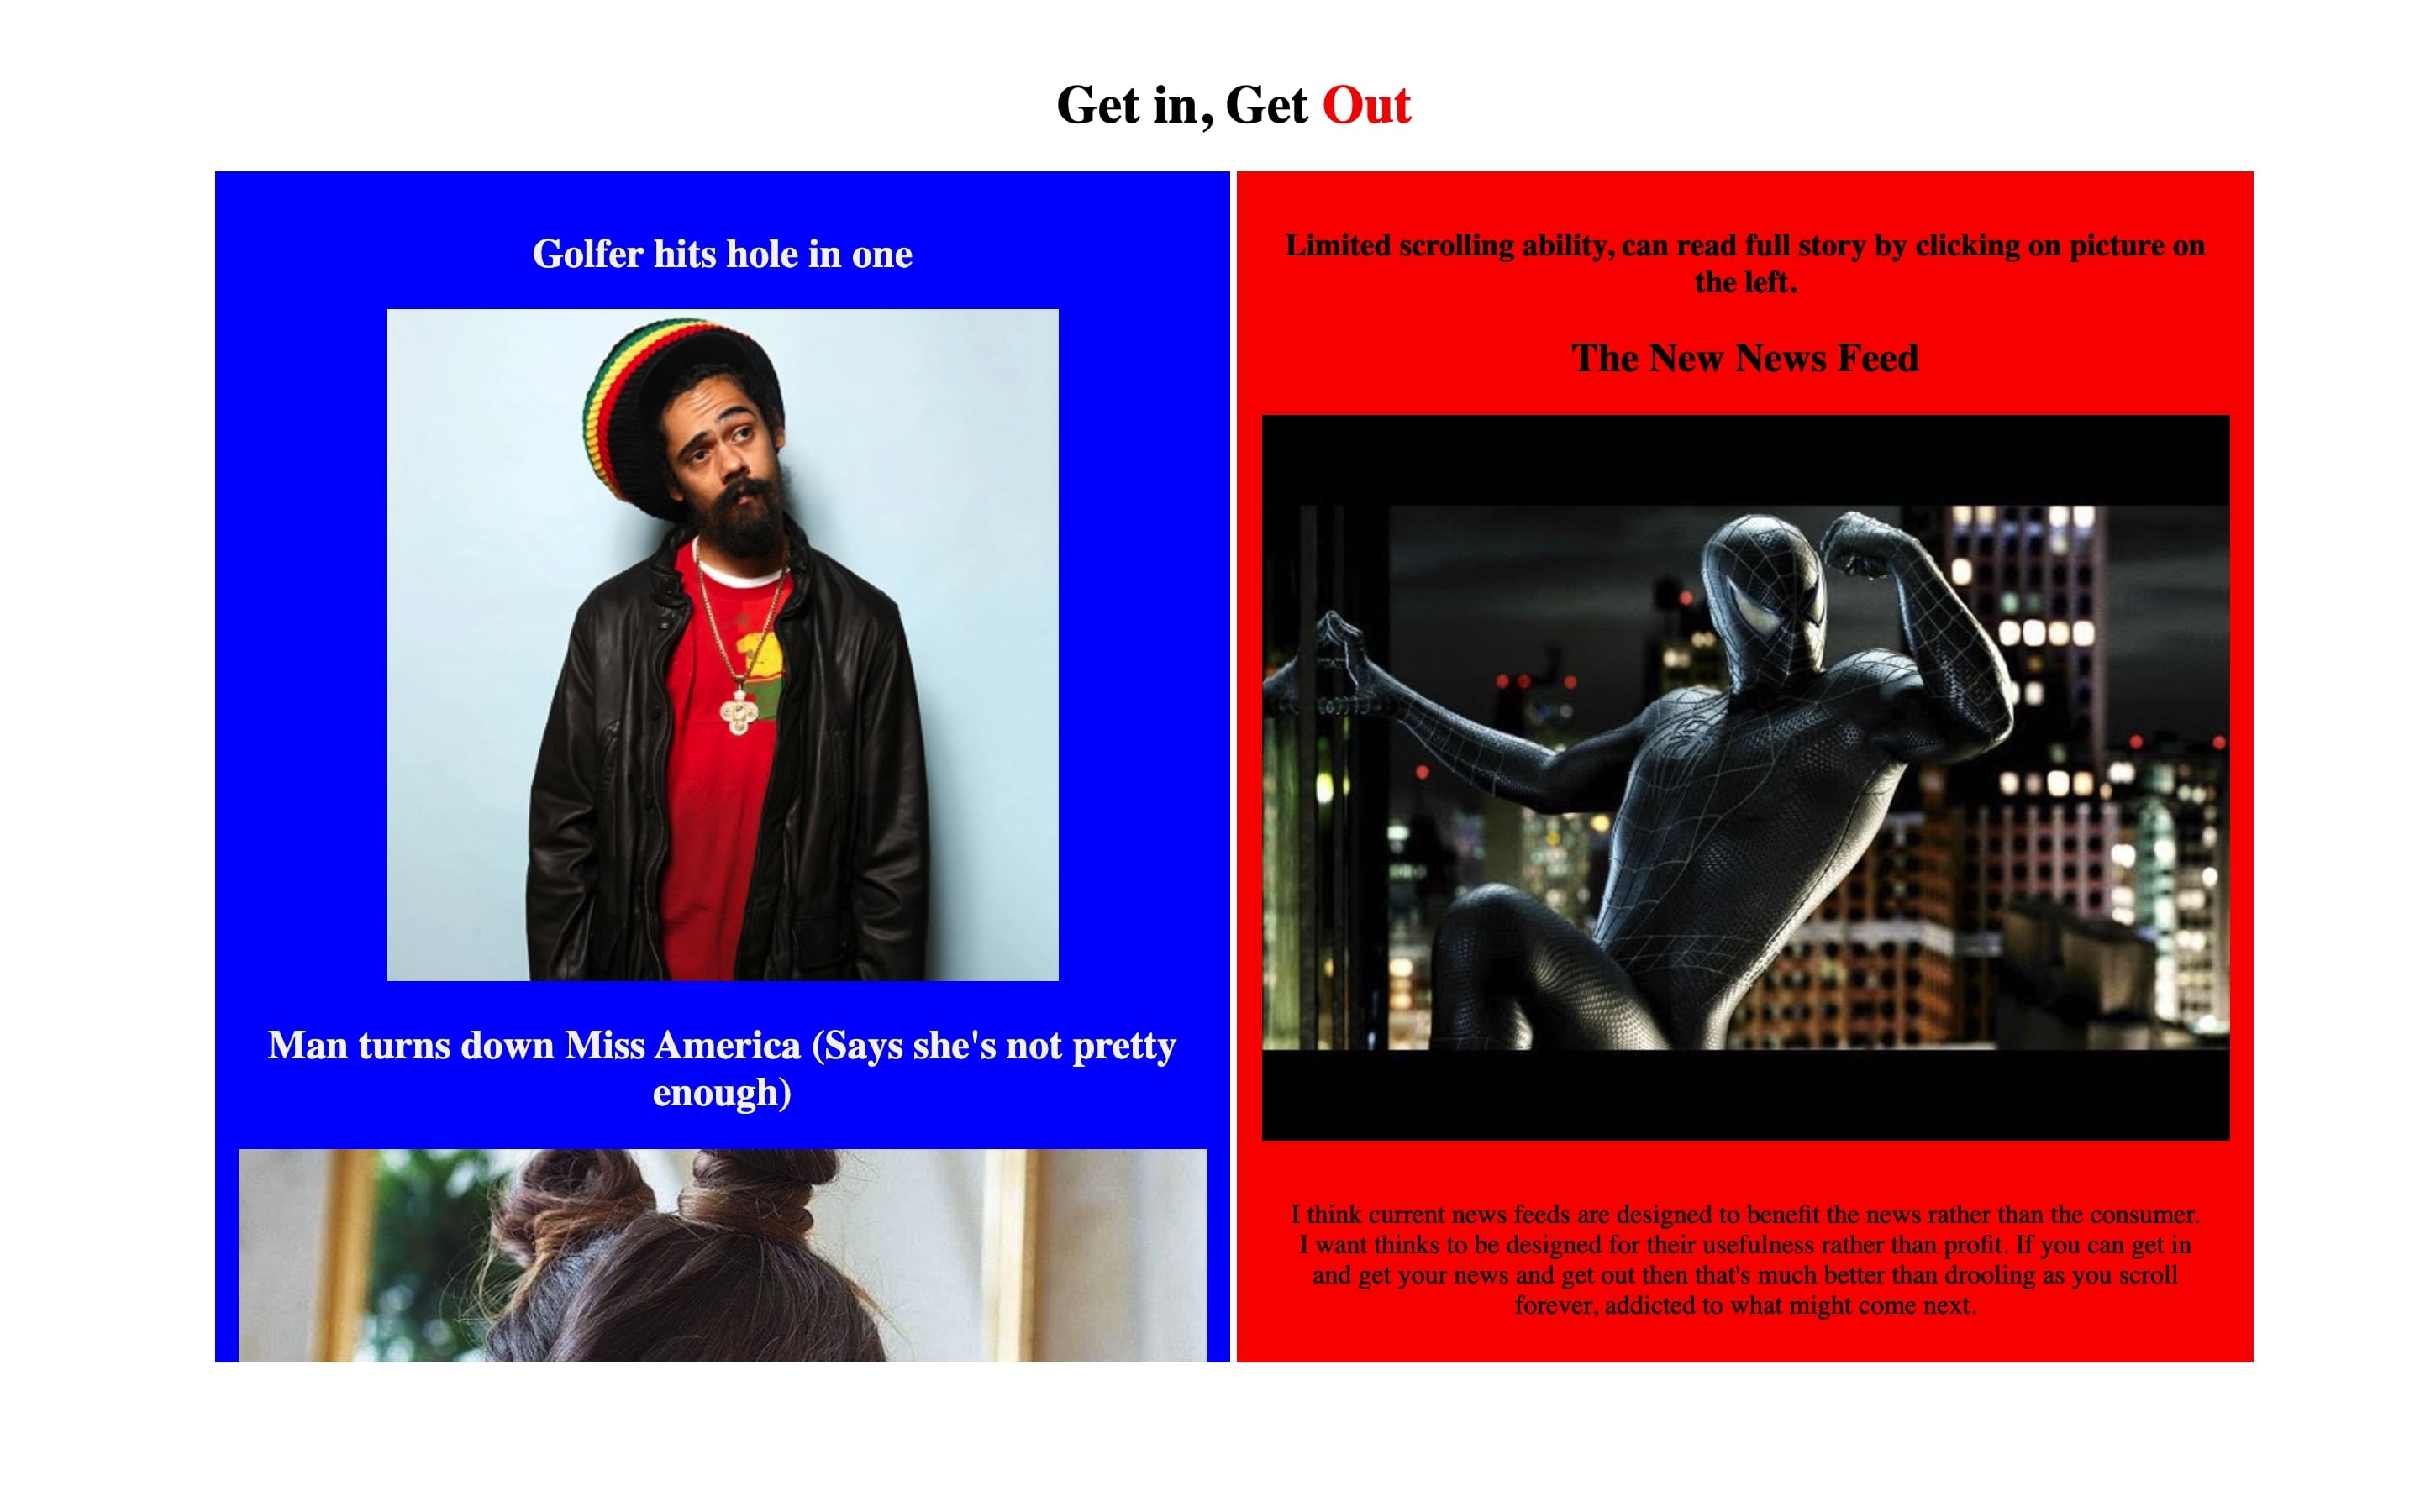 Get in, Get Out
Golfer hits hole in one
Man turns down Miss America (Says she's not pretty
enough)
Limited scrolling ability, can read full story by clicking on picture on
the left.
The New News Feed
I think current news feeds are designed to benefit the news rather than the consumer.
I want thinks to be designed for their usefulness rather than profit. If you can get in
and get your news and get out then that's much better than drooling as you scroll
forever, addicted to what might come next.